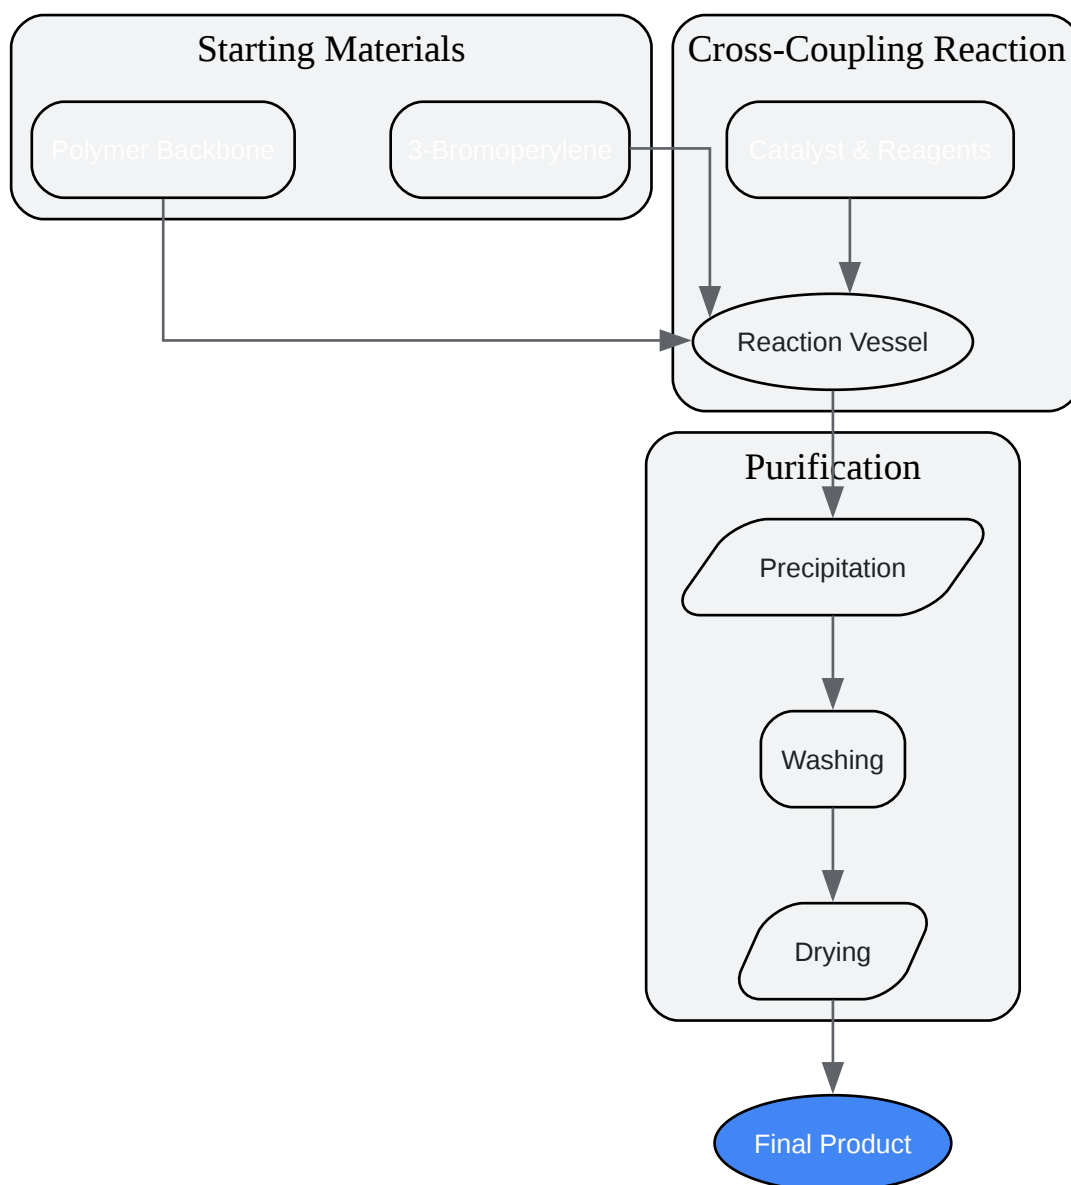 Starting Materials
Cross-Coupling Reaction
Polymer Backbone
3-Bromoperylene
Catalyst & Reagents
Reaction Vessel
Purification
Precipitation
Washing
Drying
Final Product